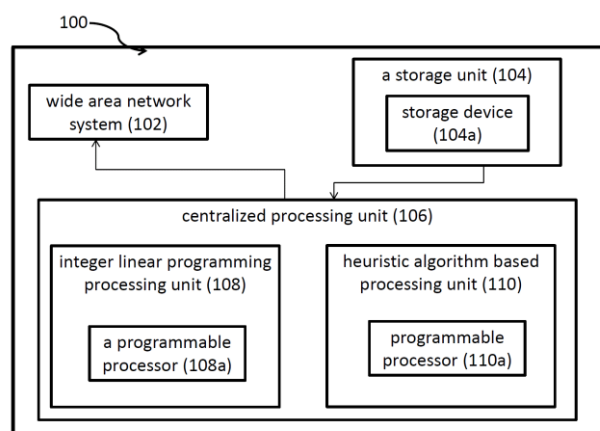 100
wide area network
system (102)
a storage unit (104)
storage device
(104a)
centralized processing unit (106)
integer linear programming
processing unit (108)
a programmable
processor (108a)
heuristic algorithm based
processing unit (110)
programmable
processor (110a)